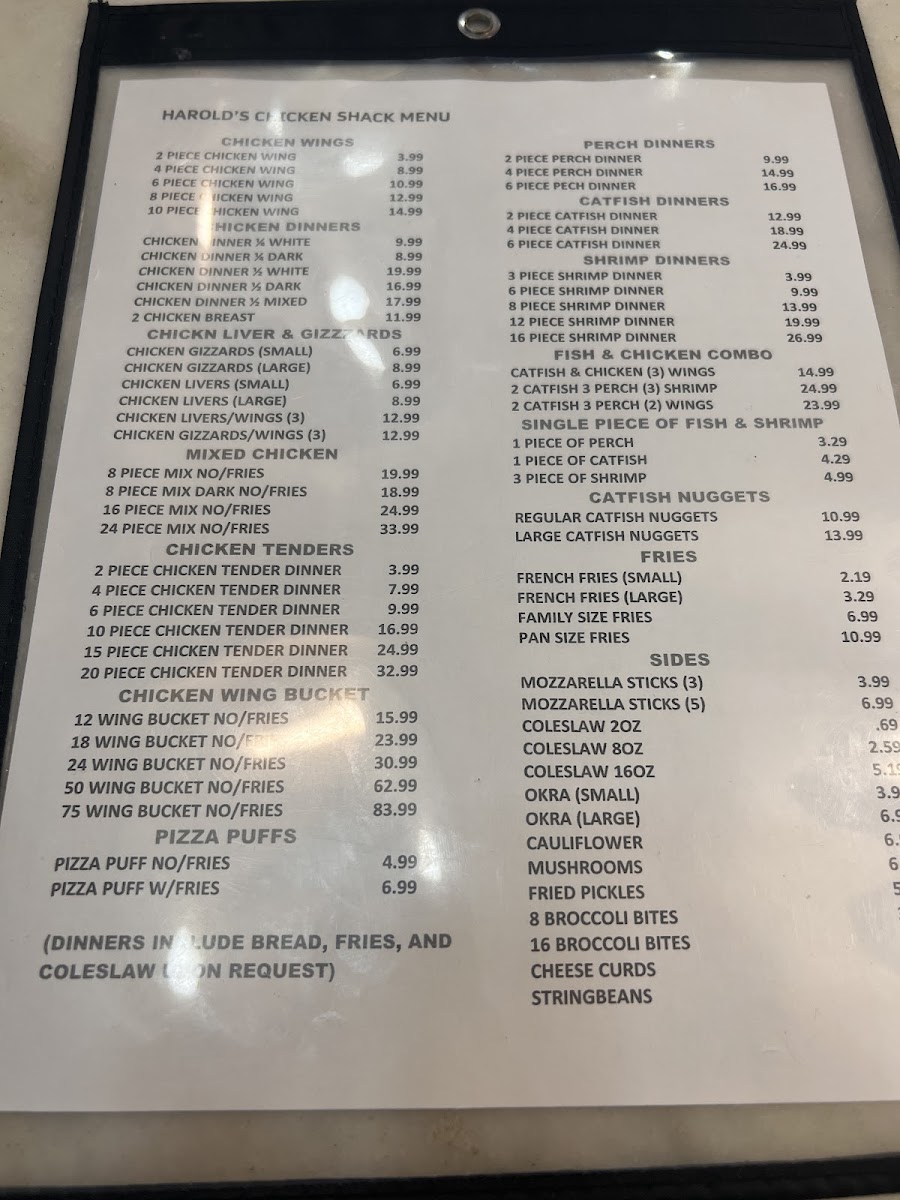 HAROLD'S CHICKEN SHACK MENU
CHICKEN WINGS
2 PIECE CHICKEN WING 3.99
4 PIECE CHICKEN WING 8.99
6 PIECE CHICKEN WING 10.99
8 PIECE CHICKEN WING 12.99
10 PIECE CHICKEN WING 14.99
CHICKEN DINNERS
CHICKEN DINNER ¼ WHITE 9.99
CHICKEN DINNER ¼ DARK 8.99
CHICKEN DINNER ½ WHITE 19.99
CHICKEN DINNER ½ DARK 16.99
CHICKEN DINNER ½ MIXED 17.99
2 CHICKEN BREAST 11.99
CHICKN LIVER & GIZZZARDS
CHICKEN GIZZARDS (SMALL) 6.99
CHICKEN GIZZARDS (LARGE) 8.99
CHICKEN LIVERS (SMALL) 6.99
CHICKEN LIVERS (LARGE) 8.99
CHICKEN LIVERS/WINGS (3) 12.99
CHICKEN GIZZARDS/WINGS (3) 12.99
MIXED CHICKEN
8 PIECE MIX NO/FRIES 19.99
8 PIECE MIX DARK NO/FRIES 18.99
16 PIECE MIX NO/FRIES 24.99
24 PIECE MIX NO/FRIES 33.99
CHICKEN TENDERS
2 PIECE CHICKEN TENDER DINNER 3.99
4 PIECE CHICKEN TENDER DINNER 7.99
6 PIECE CHICKEN TENDER DINNER 9.99
10 PIECE CHICKEN TENDER DINNER 16.99
15 PIECE CHICKEN TENDER DINNER 24.99
20 PIECE CHICKEN TENDER DINNER 32.99
CHICKEN WING BUCKET
12 WING BUCKET NO/FRIES 15.99
18 WING BUCKET NO/FRIES 23.99
24 WING BUCKET NO/FRIES 30.99
50 WING BUCKET NO/FRIES 62.99
75 WING BUCKET NO/FRIES 83.99
PIZZA PUFFS
PIZZA PUFF NO/FRIES 4.99
PIZZA PUFF W/FRIES 6.99
(DINNERS INCLUDE BREAD, FRIES, AND
COLESLAW UPON REQUEST)
PERCH DINNERS
2 PIECE PERCH DINNER 9.99
4 PIECE PERCH DINNER 14.99
6 PIECE PECH DINNER 16.99
CATFISH DINNERS
2 PIECE CATFISH DINNER 12.99
4 PIECE CATFISH DINNER 18.99
6 PIECE CATFISH DINNER 24.99
SHRIMP DINNERS
3 PIECE SHRIMP DINNER 3.99
6 PIECE SHRIMP DINNER 9.99
8 PIECE SHRIMP DINNER 13.99
12 PIECE SHRIMP DINNER 19.99
16 PIECE SHRIMP DINNER 26.99
FISH & CHICKEN COMBO
CATFISH & CHICKEN (3) WINGS 14.99
2 CATFISH 3 PERCH (3) SHRIMP 24.99
2 CATFISH 3 PERCH (2) WINGS 23.99
SINGLE PIECE OF FISH & SHRIMP
1 PIECE OF PERCH 3.29
1 PIECE OF CATFISH 4.29
3 PIECE OF SHRIMP 4.99
CATFISH NUGGETS
REGULAR CATFISH NUGGETS 10.99
LARGE CATFISH NUGGETS 13.99
FRIES
FRENCH FRIES (SMALL) 2.19
FRENCH FRIES (LARGE) 3.29
FAMILY SIZE FRIES 6.99
PAN SIZE FRIES 10.99
SIDES
MOZZARELLA STICKS (3) 3.99
MOZZARELLA STICKS (5) 6.99
COLESLAW 2OZ .69
COLESLAW 8OZ 2.59
COLESLAW 16OZ
OKRA (SMALL)
OKRA (LARGE)
CAULIFLOWER
MUSHROOMS
FRIED PICKLES
8 BROCCOLI BITES
16 BROCCOLI BITES
CHEESE CURDS
STRINGBEANS